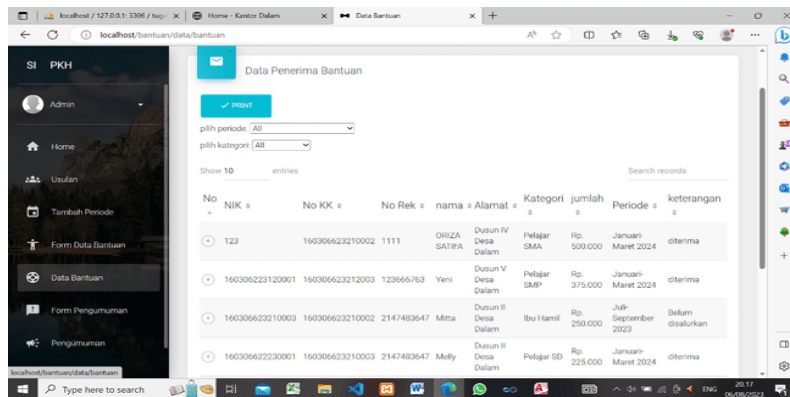 localhost / 127.0.0.1:3306 / tug
Home - Kantor Dalam
Data Bantuan
localhost/bantuan/data/bantuan
SI PKH
Admin
Home
Usulan
Tambah Periode
Form Data Bantuan
Data Bantuan
Form Pengumuman
Pengumuman
localhost/bantuan/data/bantuan
Data Penerima Bantuan
PRINT
pilih periode: All
pilih kategori: All
Show 10 entries
Search records
No NIK No KK No Rek nama Alamat Kategori jumlah Periode keterangan
123 160306623210002 1111 ORIZA SATIFA Dusun IV Desa Dalam Pelajar SMA Rp. 500.000 Januari-Maret 2024 diterima
160306223120001 160306623212003 123666763 Yeni Dusun V Desa Dalam Pelajar SMP Rp. 375.000 Januari-Maret 2024 diterima
160306623210003 160306623210002 2147483647 Mitta Dusun II Desa Dalam Ibu Hamil Rp. 250.000 Juli-September 2023 Belum disalurkan
160306622230001 160306623210003 2147483647 Melly Dusun II Desa Dalam Pelajar SD Rp. 225.000 Januari-Maret 2024 diterima
Type here to search
ENG
20.17
06/08/2023